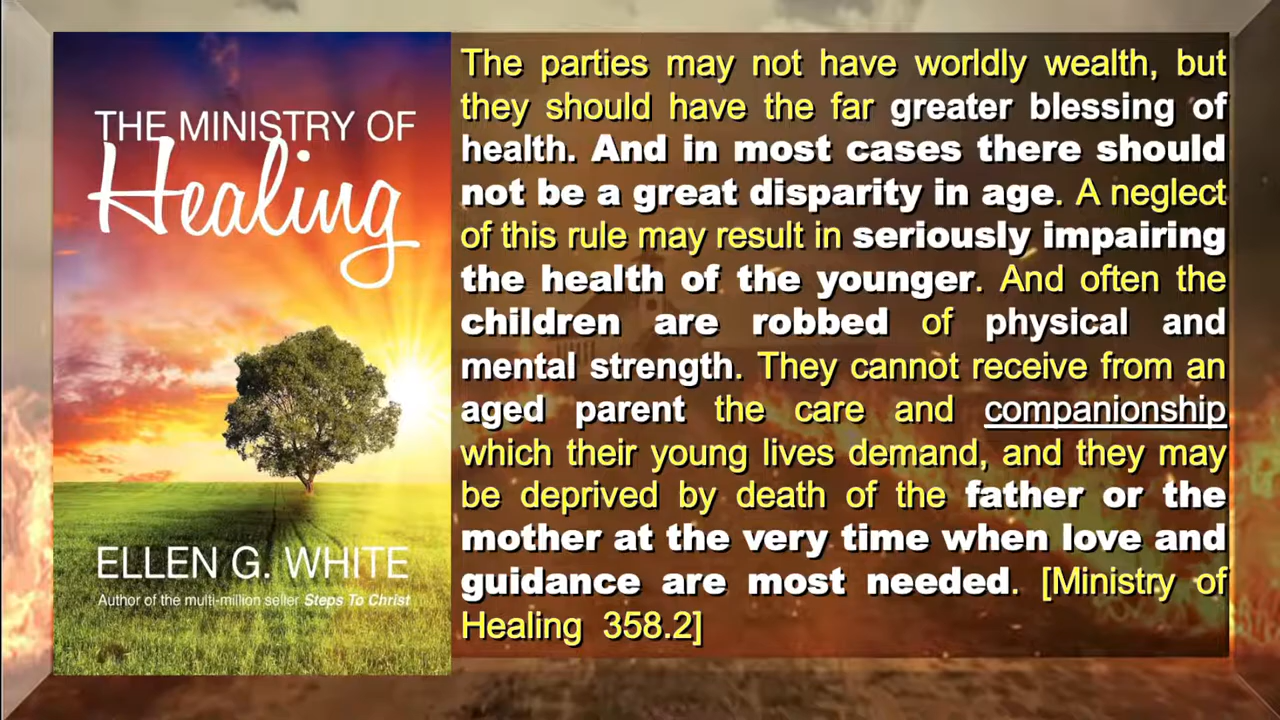 THE MINISTRY OF
Healing
ELLEN G. WHITE
Author of the multi-million seller Steps To Christ
The parties may not have worldly wealth, but
they should have the far greater blessing of
health. And in most cases there should
not be a great disparity in age. A neglect
of this rule may result in seriously impairing
the health of the younger. And often the
children are robbed of physical and
mental strength. They cannot receive from an
aged parent the care and companionship
which their young lives demand, and they may
be deprived by death of the father or the
mother at the very time when love and
guidance are most needed. [Ministry of
Healing 358.2]